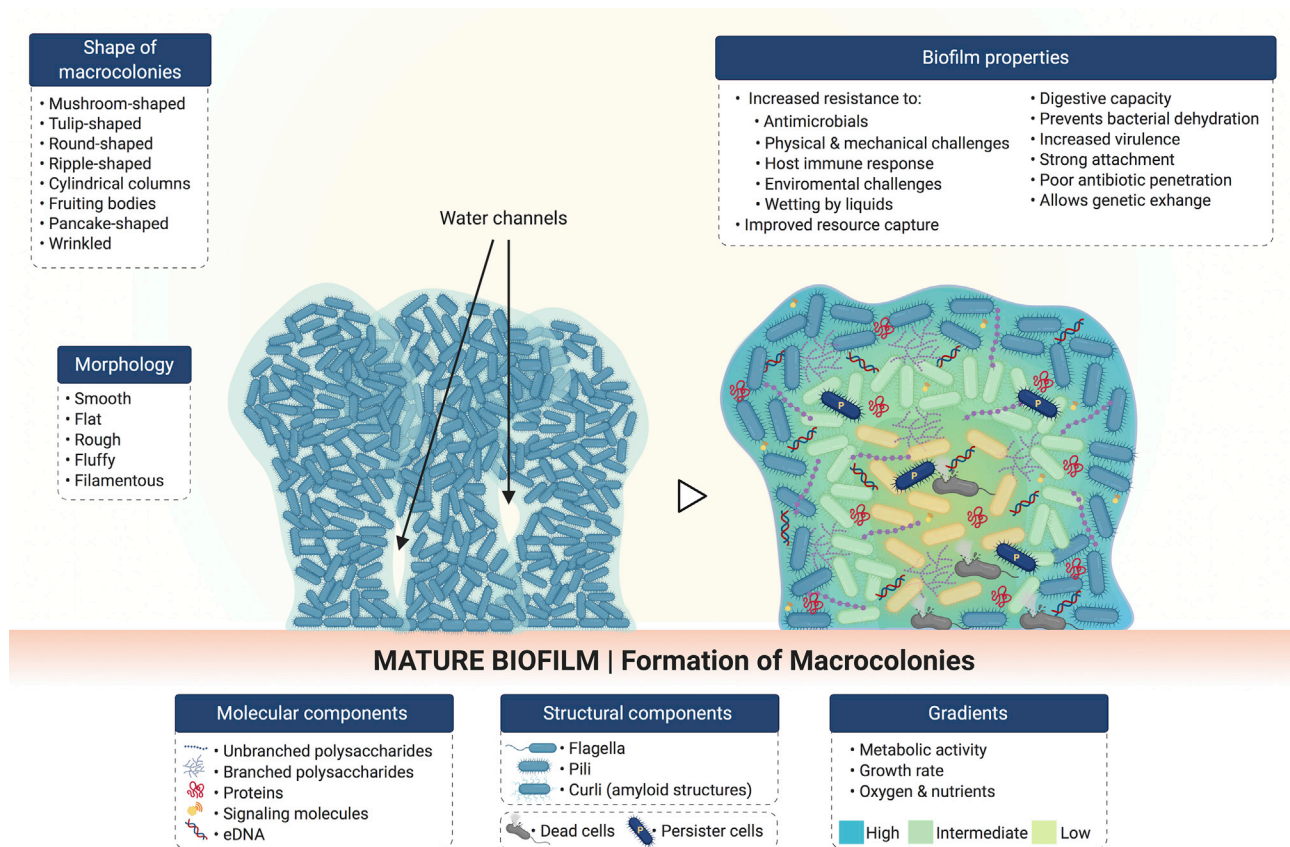 Shape of
macrocolonies
• Mushroom-shaped
• Tulip-shaped
• Round-shaped
• Ripple-shaped
• Cylindrical columns
• Fruiting bodies
• Pancake-shaped
• Wrinkled
Biofilm properties
• Increased resistance to:
• Antimicrobials
• Physical & mechanical challenges
• Host immune response
• Enviromental challenges
• Wetting by liquids
• Improved resource capture
• Digestive capacity
• Prevents bacterial dehydration
• Increased virulence
• Strong attachment
• Poor antibiotic penetration
• Allows genetic exhange
Water channels
Morphology
• Smooth
• Flat
• Rough
• Fluffy
• Filamentous
P
P
P
P
MATURE BIOFILM | Formation of Macrocolonies
Molecular components
• Unbranched polysaccharides
• Branched polysaccharides
• Proteins
• Signaling molecules
• eDNA
Structural components
• Flagella
• Pili
• Curli (amyloid structures)
• Dead cells
P • Persister cells
Gradients
• Metabolic activity
• Growth rate
• Oxygen & nutrients
High Intermediate Low